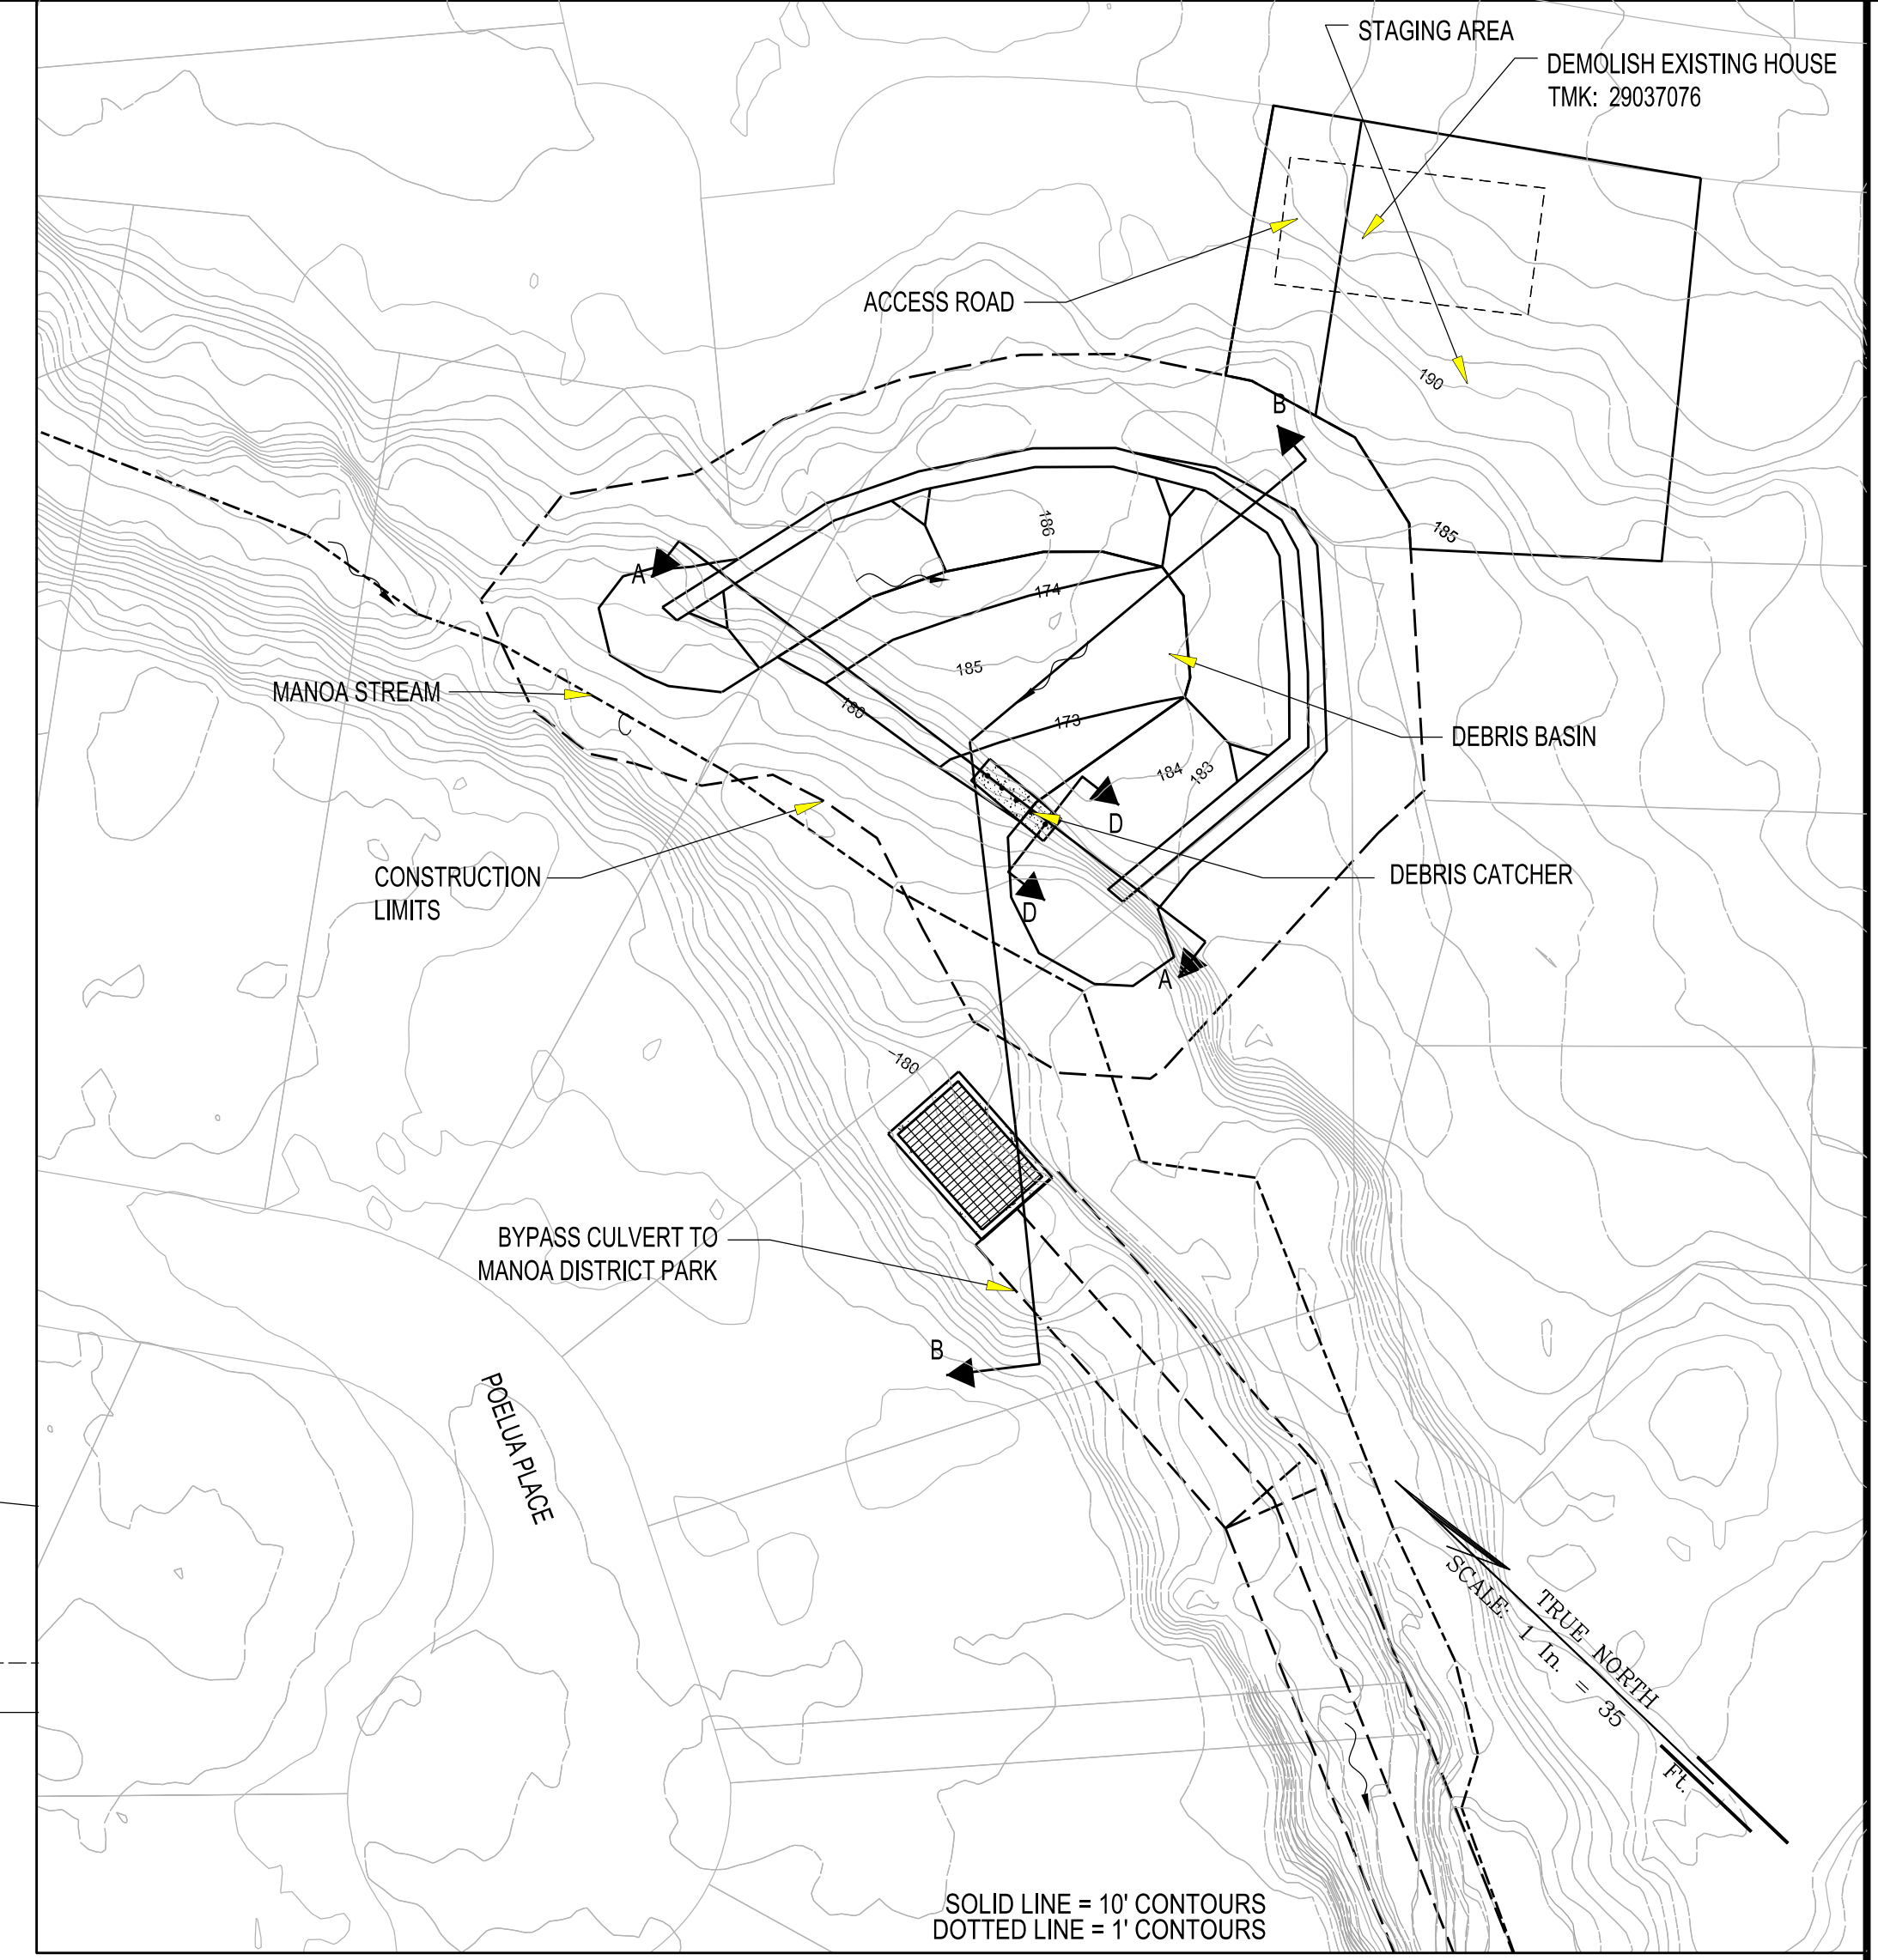 STAGING AREA
DEMOLISH EXISTING HOUSE
TMK: 29037076
ACCESS ROAD
190
B
185
186
A
174
185
MANOA STREAM
180
C
173
DEBRIS BASIN
184
183
D
CONSTRUCTION
LIMITS
DEBRIS CATCHER
D
A
180
BYPASS CULVERT TO
MANOA DISTRICT PARK
B
POELUA PLACE
TRUE NORTH
SCALE: 1 In. = 35 Ft.
SOLID LINE = 10' CONTOURS
DOTTED LINE = 1' CONTOURS